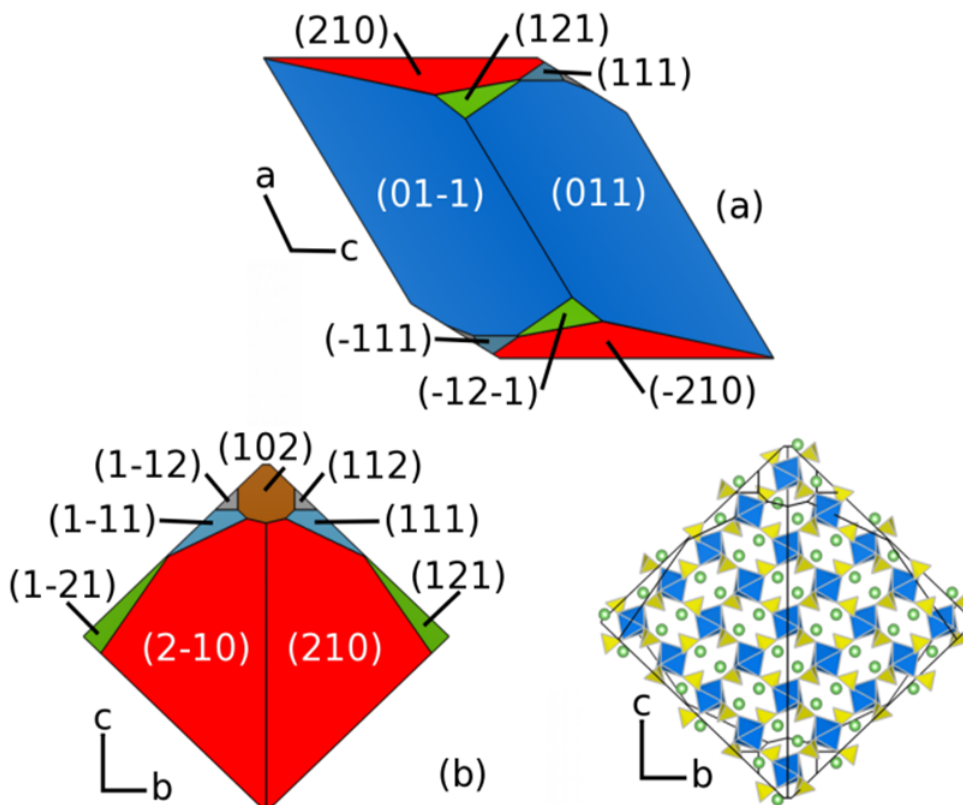 (210)
(121)
(111)
(01-1)
(011)
(a)
a
c
(-111)
(-12-1)
(-210)
(102)
(1-12)
(112)
(1-11)
(111)
(1-21)
(121)
(2-10)
(210)
c
b
(b)
c
b